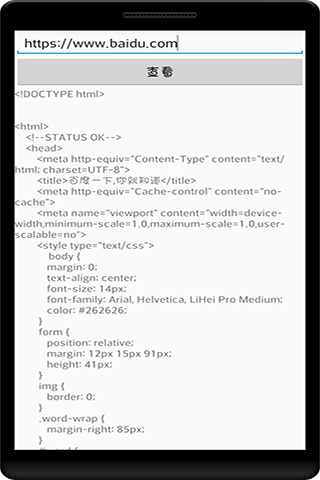 https://www.baidu.com
查看
<!DOCTYPE html>
<html>
<!--STATUS OK-->
<head>
<meta http-equiv="Content-Type" content="text/
html; charset=UTF-8">
<title>百度一下,你就知道</title>
<meta http-equiv="Cache-control" content="no-
cache">
<meta name="viewport" content="width=device-
width,minimum-scale=1.0,maximum-scale=1.0,user-
scalable=no">
<style type="text/css">
body {
margin: 0;
text-align: center;
font-size: 14px;
font-family: Arial, Helvetica, LiHei Pro Medium;
color: #262626;
}
form {
position: relative;
margin: 12px 15px 91px;
height: 41px;
}
img {
border: 0;
}
.word-wrap {
margin-right: 85px;
}